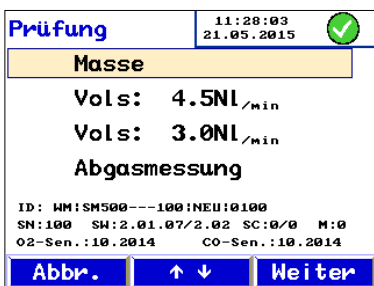 Prüfung
11:28:03
21.05.2015
Masse
Vols: 4.5Nl/min
Vols: 3.0Nl/min
Abgasmessung
ID: WM¦SM500---100¦NEU¦0100
SN:100 SW:2.01.07/2.02 SC:0/0 M:0
O2-Sen.:10.2014 CO-Sen.:10.2014
Abbr. ↑ ↓ Weiter